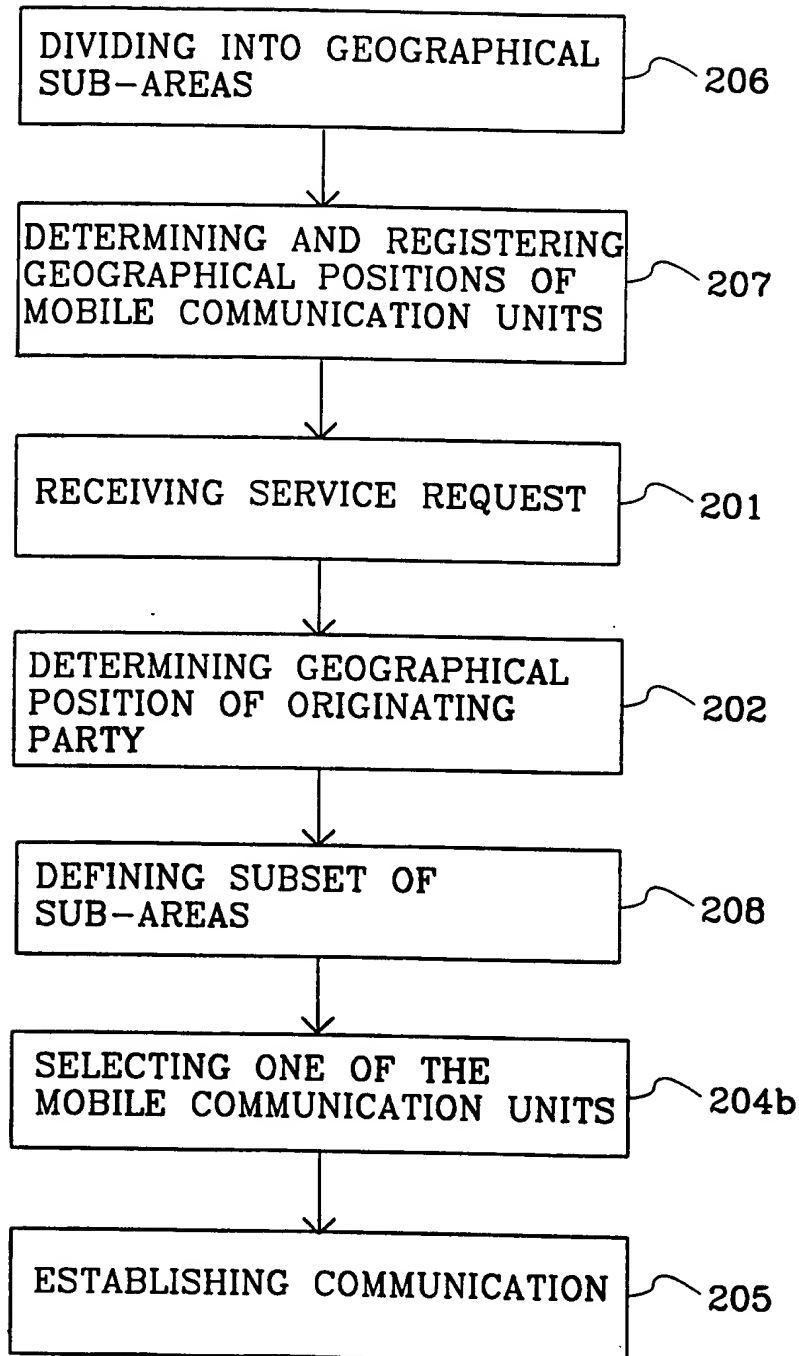 DIVIDING INTO GEOGRAPHICAL
SUB-AREAS
206
DETERMINING AND REGISTERING
GEOGRAPHICAL POSITIONS OF
MOBILE COMMUNICATION UNITS
207
RECEIVING SERVICE REQUEST
201
DETERMINING GEOGRAPHICAL
POSITION OF ORIGINATING
PARTY
202
DEFINING SUBSET OF
SUB-AREAS
208
SELECTING ONE OF THE
MOBILE COMMUNICATION UNITS
204b
ESTABLISHING COMMUNICATION
205